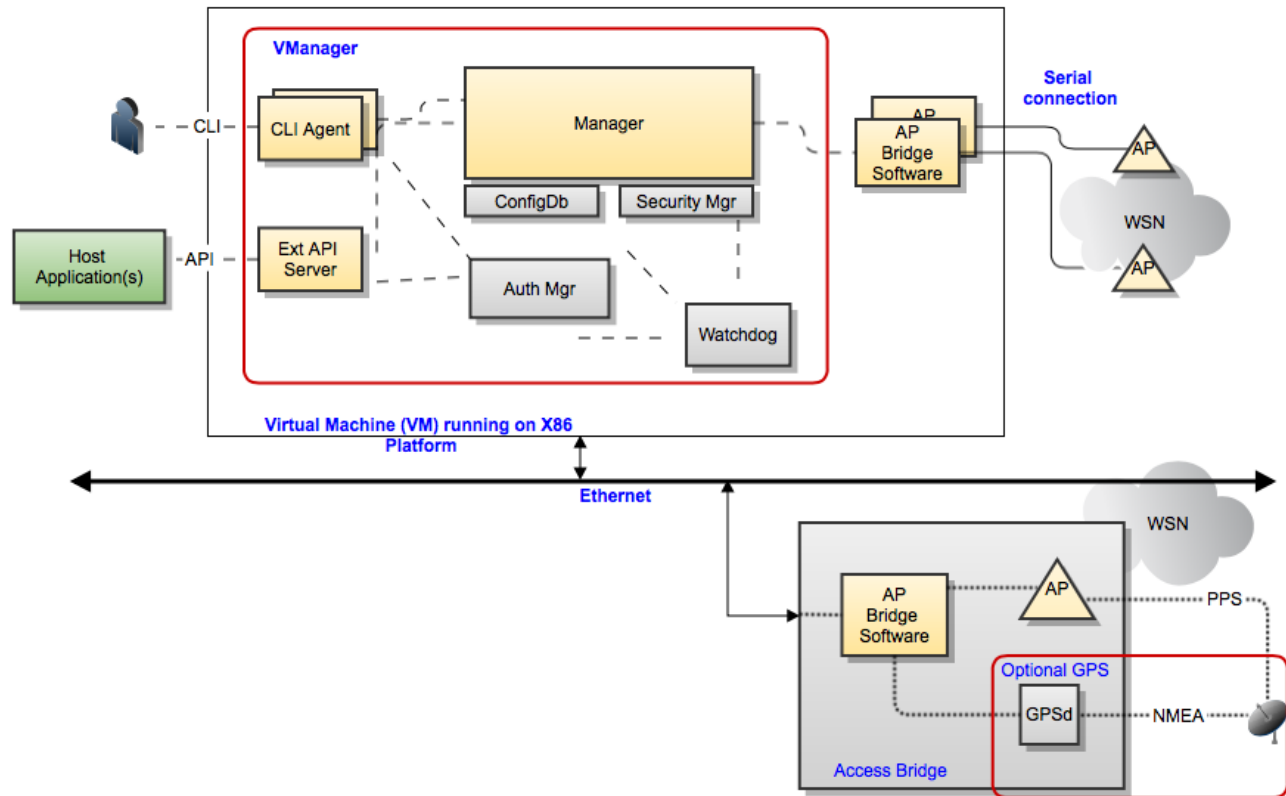 VManager
Serial
connection
CLI
CLI Agent
Manager
AP
AP
Bridge
Software
AP
ConfigDb
Security Mgr
WSN
Host
Application(s)
API
Ext API
Server
Auth Mgr
AP
Watchdog
Virtual Machine (VM) running on X86
Platform
Ethernet
WSN
AP
Bridge
Software
AP
PPS
Optional GPS
GPSd
NMEA
Access Bridge